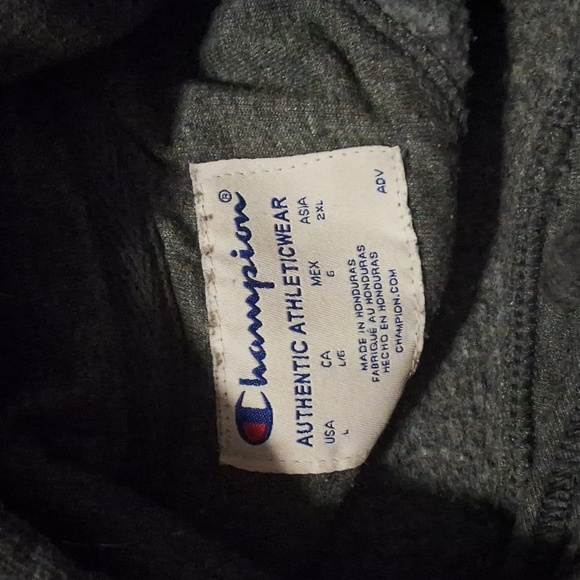 Champion®
AUTHENTIC ATHLETICWEAR
USA CA MEX ASIA
L L/G 6 2XL
MADE IN HONDURAS
FABRIQUÉ AU HONDURAS
HECHO EN HONDURAS
CHAMPION.COM
ADV